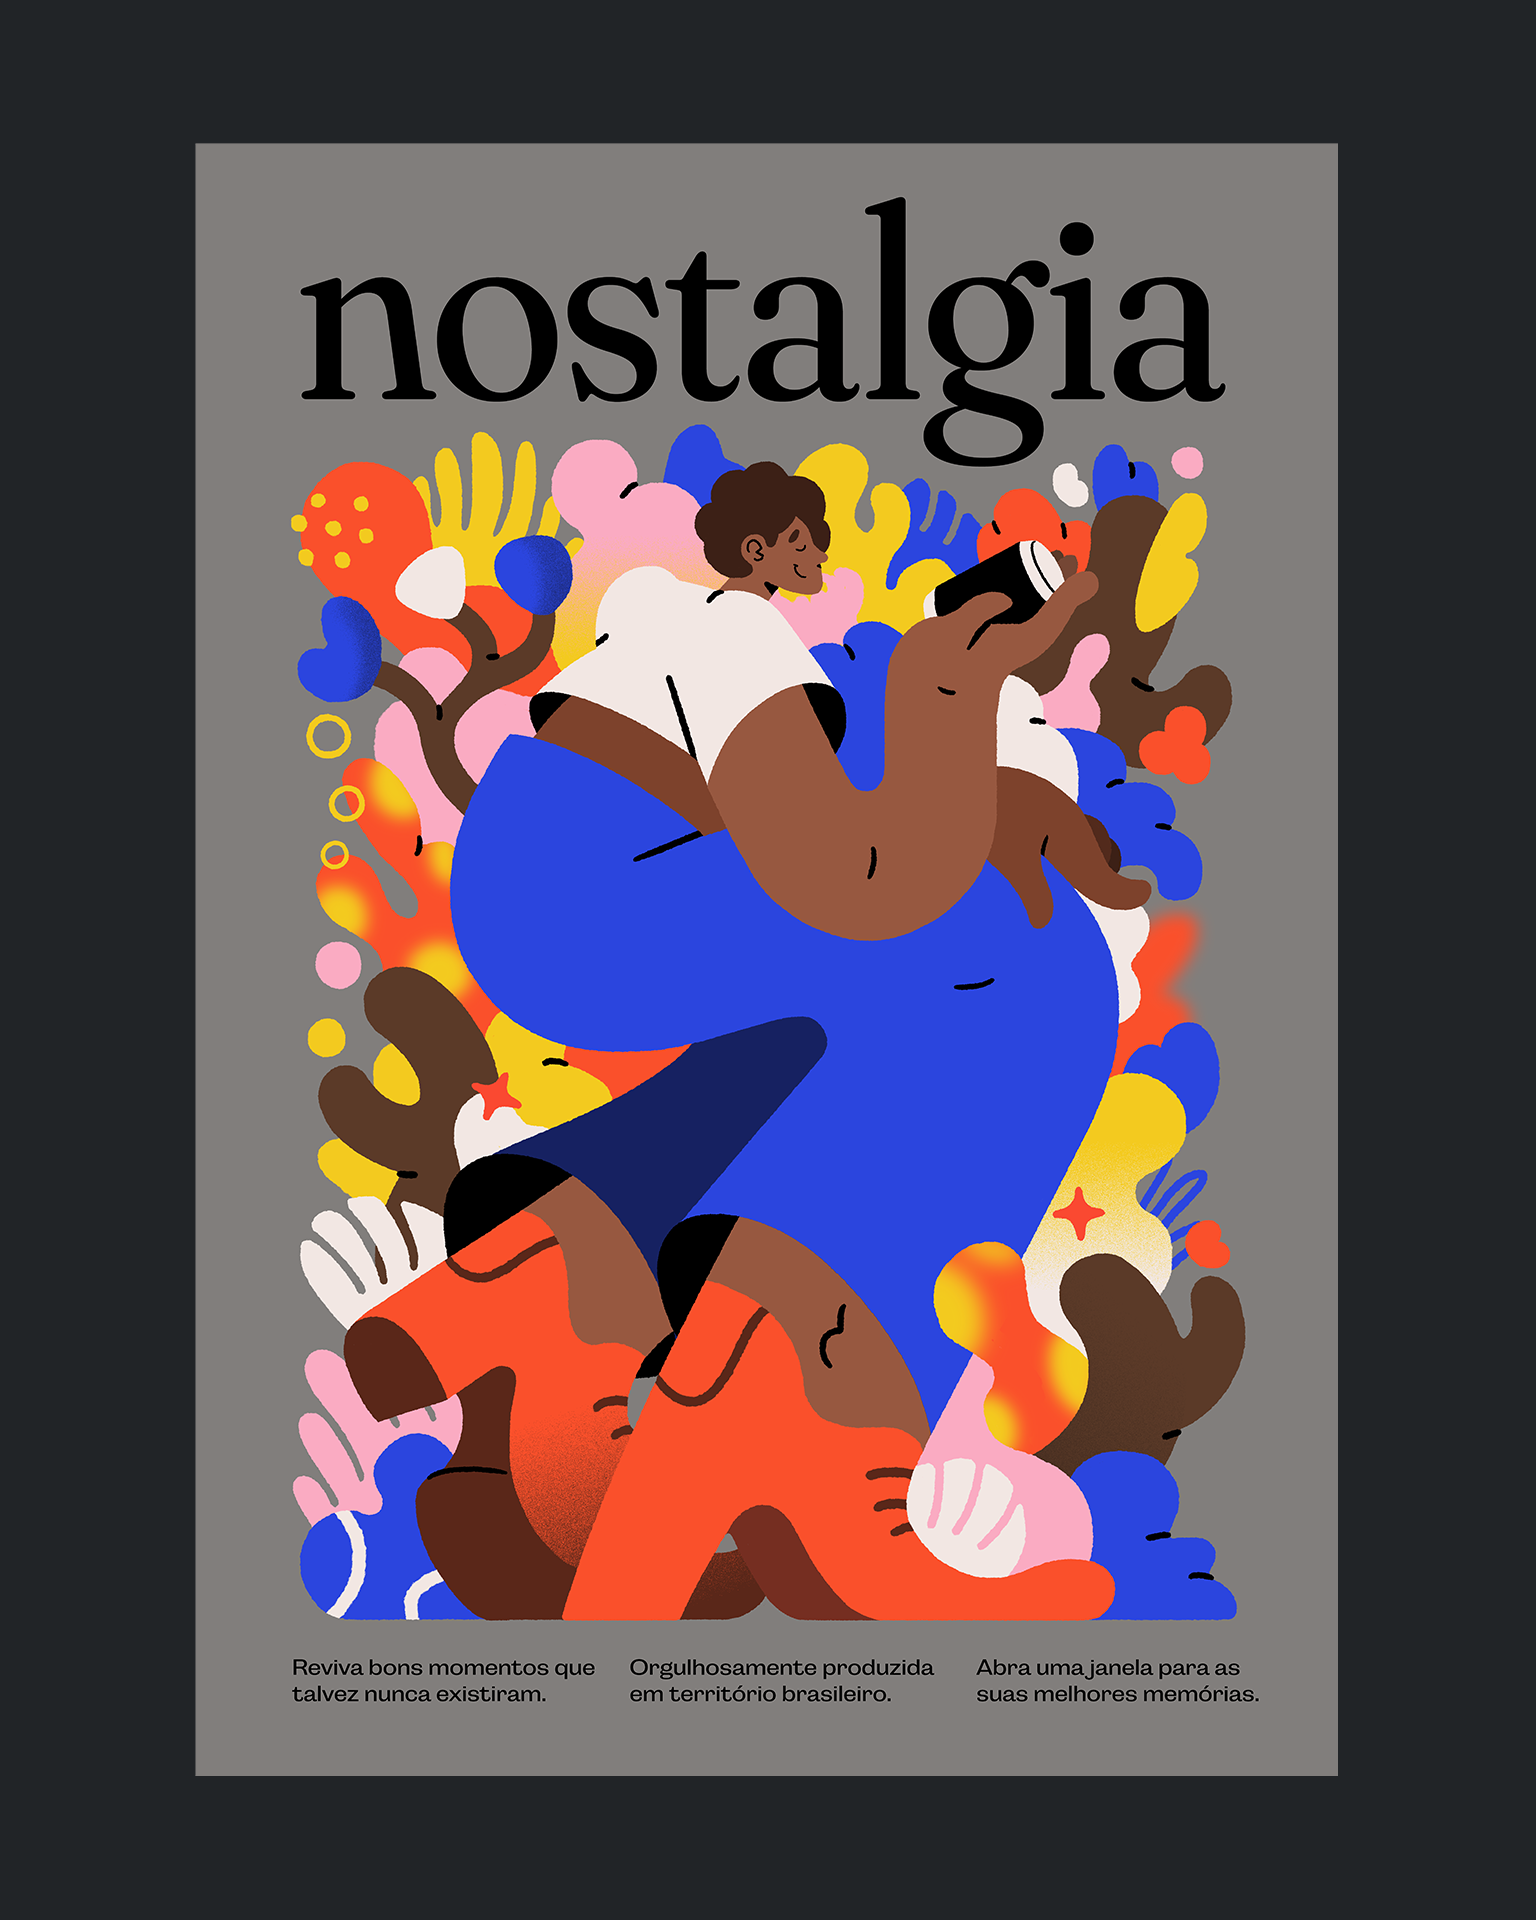 nostalgia
Reviva bons momentos que
talvez nunca existiram.
Orgulhosamente produzida
em território brasileiro.
Abra uma janela para as
suas melhores memórias.